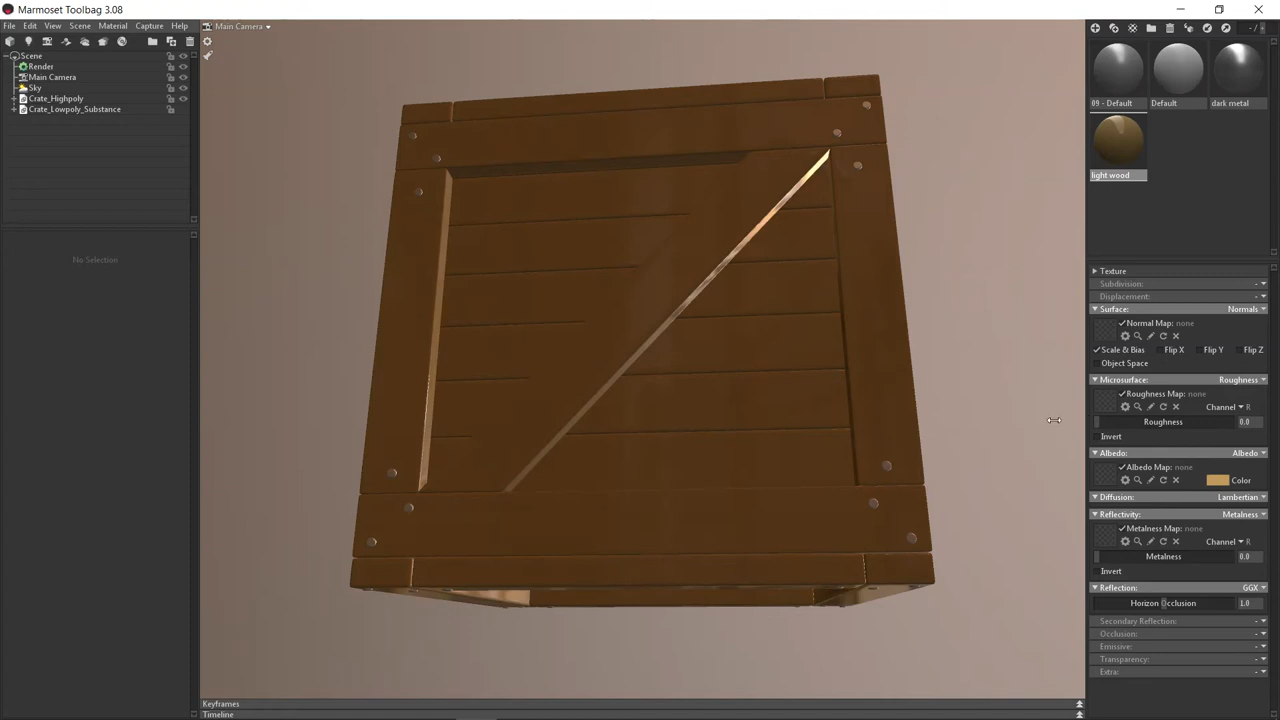 Marmoset Toolbag 3.08
File Edit View Scene Material Capture Help
Main Camera
- /
Scene
Render
Main Camera
Sky
Crate_Highpoly
Crate_Lowpoly_Substance
No Selection
09 - Default Default dark metal
light wood
Texture
Subdivision: -
Displacement: -
Surface: Normals
Normal Map: none
Scale & Bias Flip X Flip Y Flip Z
Object Space
Microsurface: Roughness
Roughness Map: none
Channel R
Roughness 0.0
Invert
Albedo: Albedo
Albedo Map: none
Color
Diffusion: Lambertian
Reflectivity: Metalness
Metalness Map: none
Channel R
Metalness 0.0
Invert
Reflection: GGX
Horizon Occlusion 1.0
Secondary Reflection: -
Occlusion: -
Emissive: -
Transparency: -
Extra: -
Keyframes
Timeline